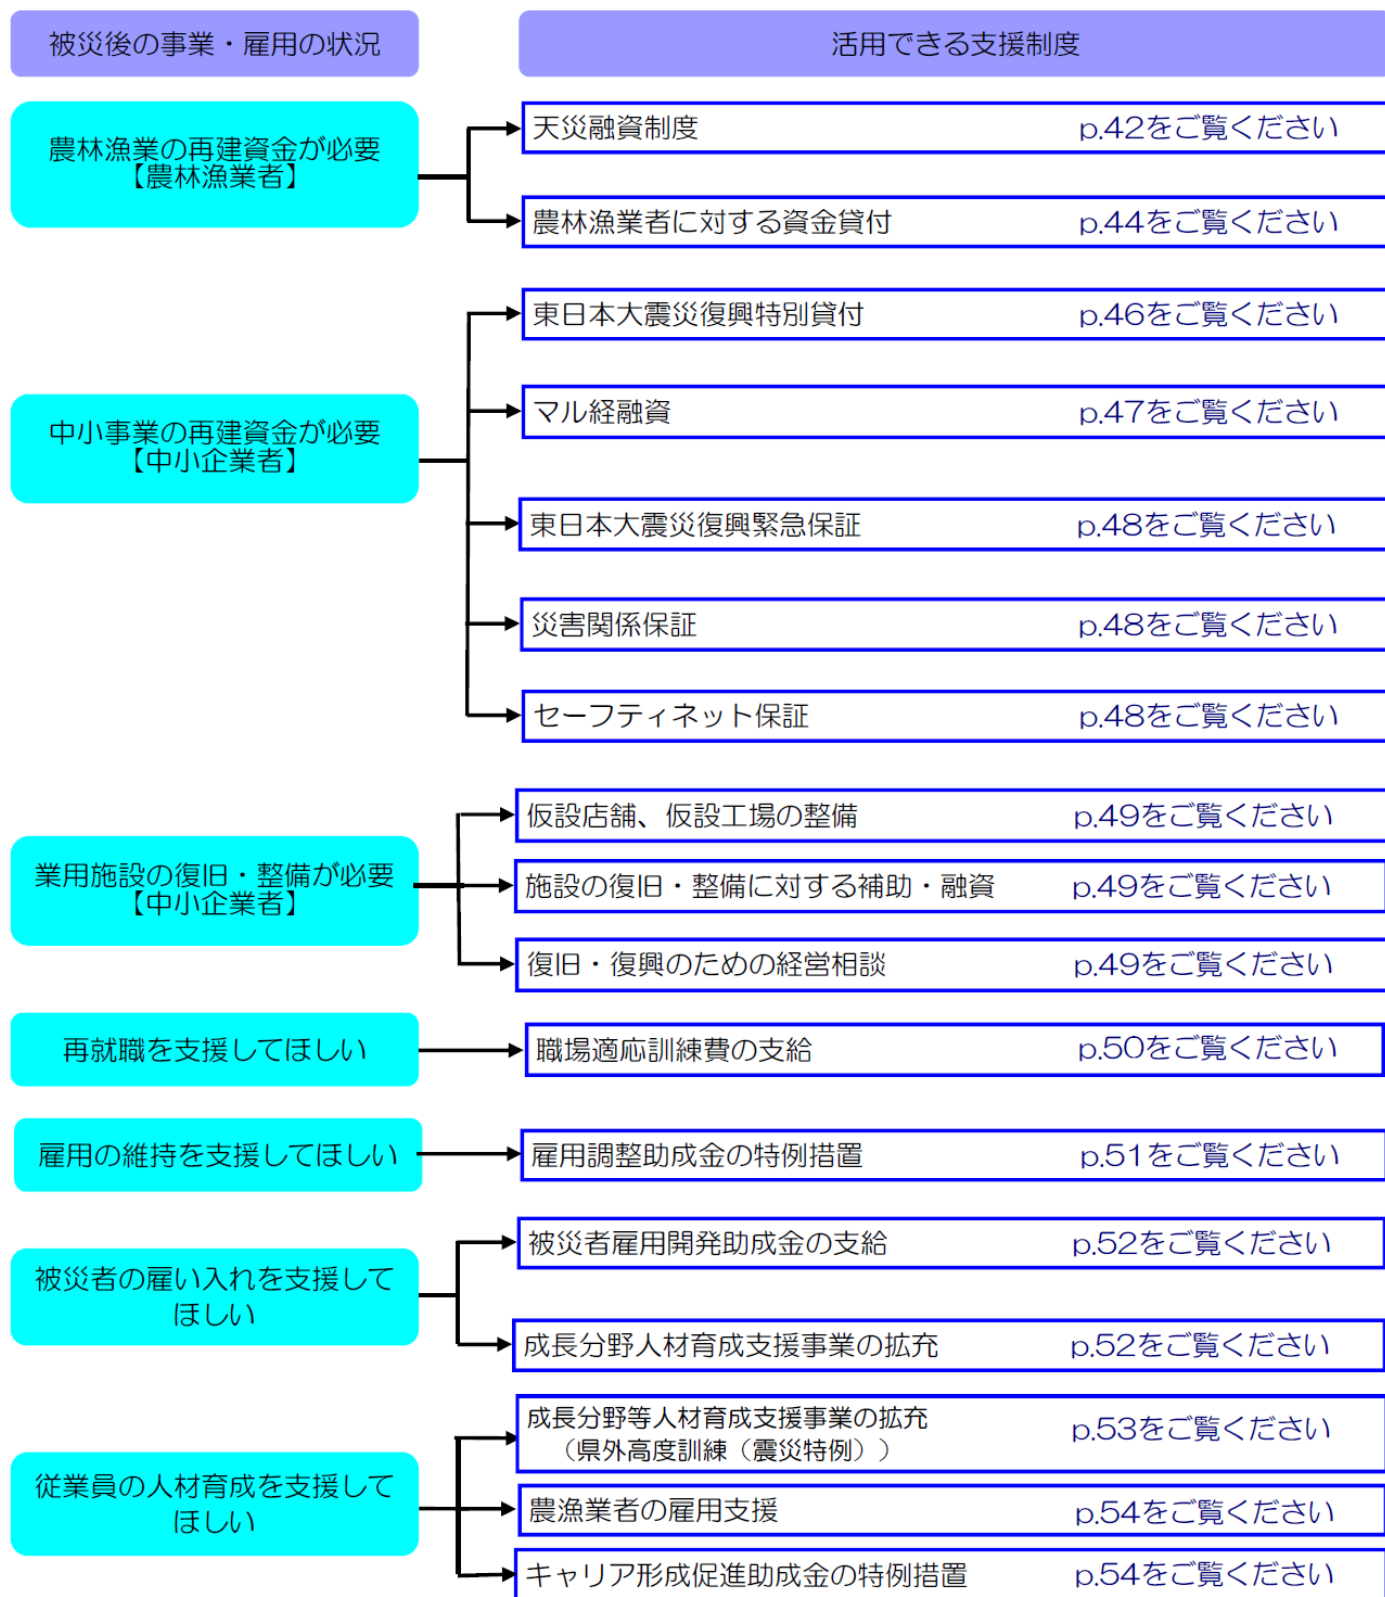 被災後の事業・雇用の状況
活用できる支援制度
農林漁業の再建資金が必要
【農林漁業者】
天災融資制度 p.42をご覧ください
農林漁業者に対する資金貸付 p.44をご覧ください
中小事業の再建資金が必要
【中小企業者】
東日本大震災復興特別貸付 p.46をご覧ください
マル経融資 p.47をご覧ください
東日本大震災復興緊急保証 p.48をご覧ください
災害関係保証 p.48をご覧ください
セーフティネット保証 p.48をご覧ください
業用施設の復旧・整備が必要
【中小企業者】
仮設店舗、仮設工場の整備 p.49をご覧ください
施設の復旧・整備に対する補助・融資 p.49をご覧ください
復旧・復興のための経営相談 p.49をご覧ください
再就職を支援してほしい
職場適応訓練費の支給 p.50をご覧ください
雇用の維持を支援してほしい
雇用調整助成金の特例措置 p.51をご覧ください
被災者の雇い入れを支援して
ほしい
被災者雇用開発助成金の支給 p.52をご覧ください
成長分野人材育成支援事業の拡充 p.52をご覧ください
従業員の人材育成を支援して
ほしい
成長分野等人材育成支援事業の拡充 p.53をご覧ください
（県外高度訓練（震災特例））
農漁業者の雇用支援 p.54をご覧ください
キャリア形成促進助成金の特例措置 p.54をご覧ください